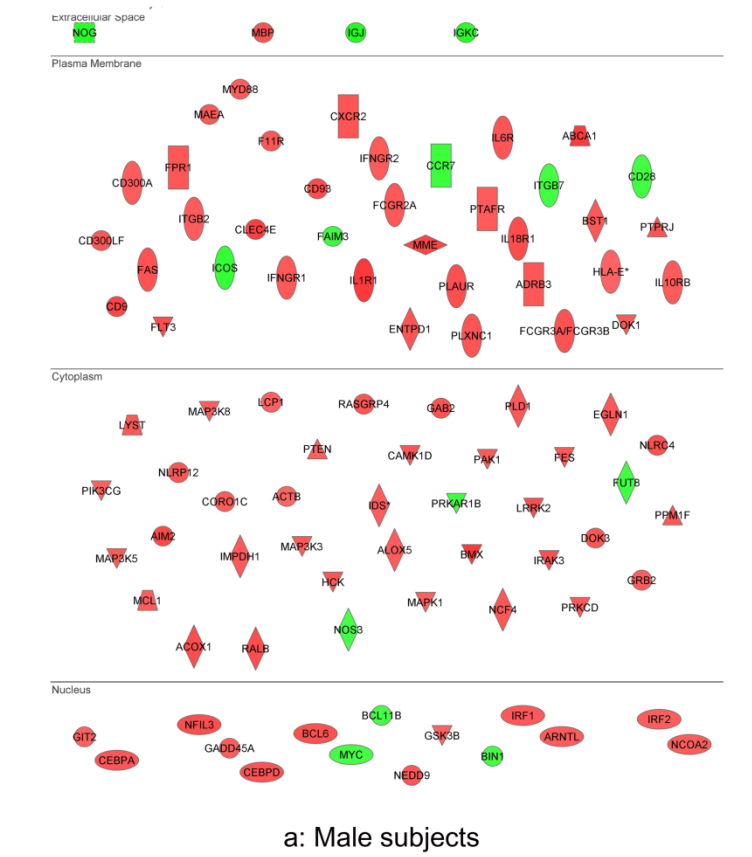 Extracellular Space
NOG MBP IGJ IGKC
Plasma Membrane
MYD88
MAEA CXCR2
F11R IL6R ABCA1
IFNGR2
FPR1 CCR7 CD28
CD300A CD93 ITGB7
FCGR2A PTAFR
ITGB2 BST1
CLEC4E FAIM3 IL18R1 PTPRJ
CD300LF MME
FAS ICOS HLA-E*
IFNGR1 IL1R1 PLAUR ADRB3 IL10RB
CD9
FLT3 ENTPD1 PLXNC1 FCGR3A/FCGR3B DOK1
Cytoplasm
LCP1 RASGRP4 GAB2 PLD1
MAP3K8 EGLN1
LYST
PTEN CAMK1D PAK1 FES NLRC4
NLRP12
PIK3CG CORO1C ACTB FUT8
IDS* PRKAR1B LRRK2 PPM1F
AIM2 DOK3
MAP3K5 IMPDH1 MAP3K3 ALOX5 BMX IRAK3
HCK GRB2
MCL1 MAPK1 NCF4 PRKCD
NOS3
ACOX1 RALB
Nucleus
BCL11B IRF1 IRF2
NFIL3
GIT2 GADD45A BCL6 GSK3B ARNTL NCOA2
CEBPA MYC BIN1
CEBPD NEDD9
a: Male subjects